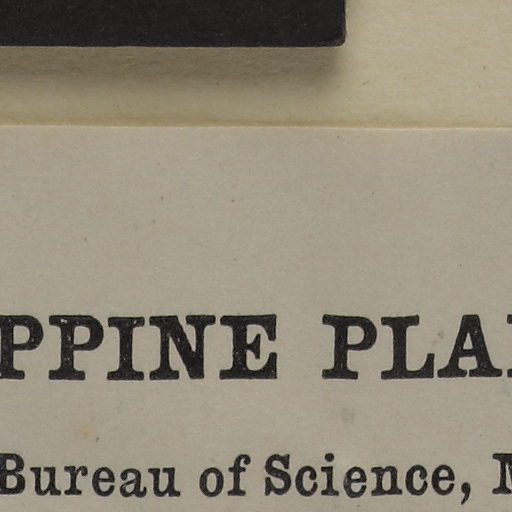 PPINE PLA
Bureau of Science,